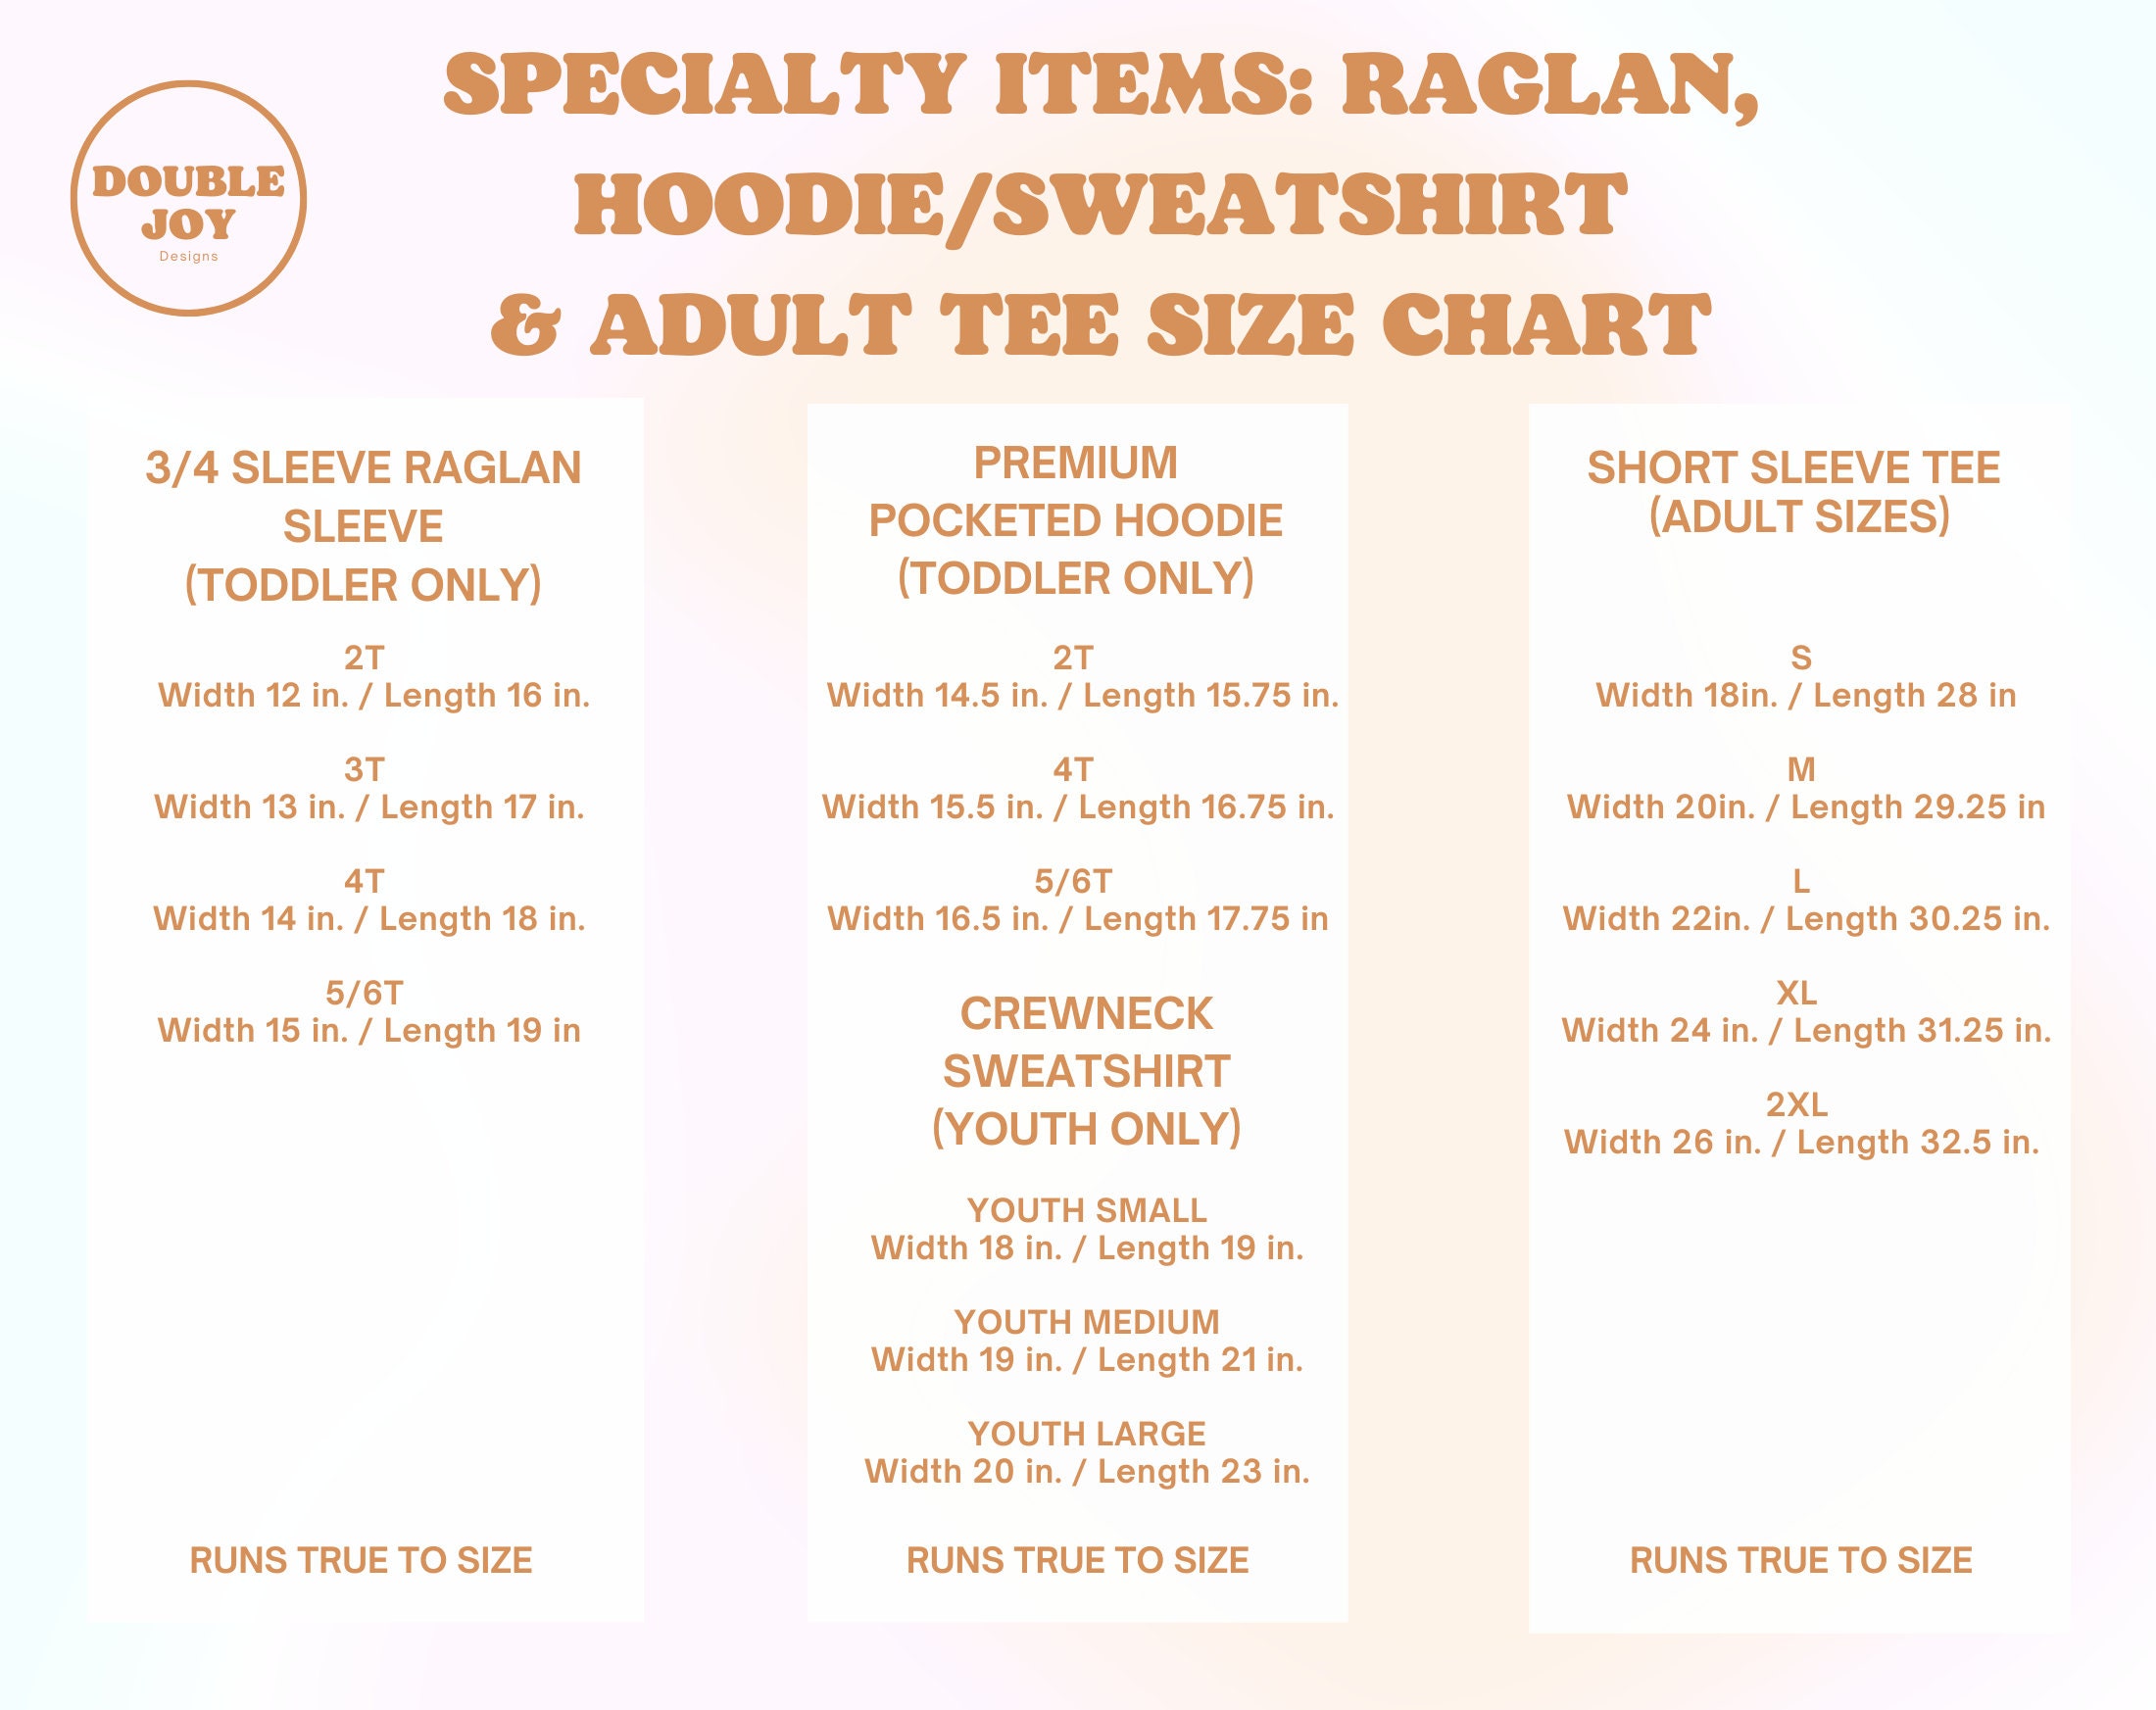 SPECIALTY ITEMS: RAGLAN,
HOODIE/SWEATSHIRT
& ADULT TEE SIZE CHART
DOUBLE
JOY
Designs
3/4 SLEEVE RAGLAN
SLEEVE
(TODDLER ONLY)
2T
Width 12 in. / Length 16 in.
3T
Width 13 in. / Length 17 in.
4T
Width 14 in. / Length 18 in.
5/6T
Width 15 in. / Length 19 in
RUNS TRUE TO SIZE
PREMIUM
POCKETED HOODIE
(TODDLER ONLY)
2T
Width 14.5 in. / Length 15.75 in.
4T
Width 15.5 in. / Length 16.75 in.
5/6T
Width 16.5 in. / Length 17.75 in
CREWNECK
SWEATSHIRT
(YOUTH ONLY)
YOUTH SMALL
Width 18 in. / Length 19 in.
YOUTH MEDIUM
Width 19 in. / Length 21 in.
YOUTH LARGE
Width 20 in. / Length 23 in.
RUNS TRUE TO SIZE
SHORT SLEEVE TEE
(ADULT SIZES)
S
Width 18in. / Length 28 in
M
Width 20in. / Length 29.25 in
L
Width 22in. / Length 30.25 in.
XL
Width 24 in. / Length 31.25 in.
2XL
Width 26 in. / Length 32.5 in.
RUNS TRUE TO SIZE